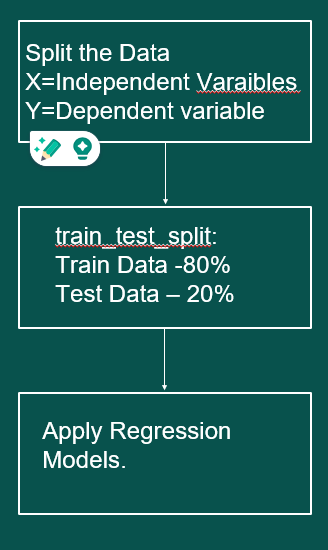 Split the Data
X=Independent Varaibles
Y=Dependent variable
train_test_split:
Train Data -80%
Test Data – 20%
Apply Regression
Models.